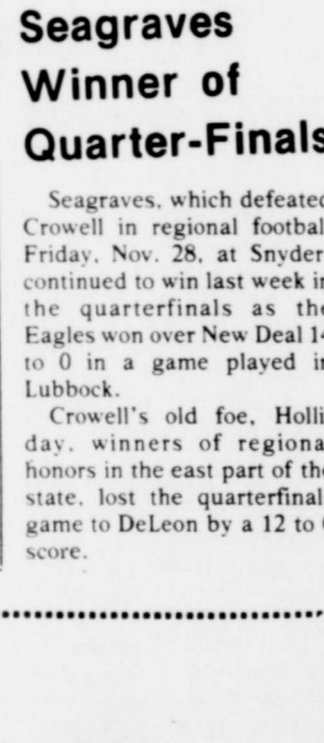 Seagraves
Winner of
Quarter-Finals
Seagraves, which defeated
Crowell in regional footbal
Friday, Nov. 28, at Snyder
continued to win last week in
the quarterfinals as the
Eagles won over New Deal 14
to 0 in a game played in
Lubbock.
Crowell's old foe, Holli
day, winners of regiona
honors in the east part of the
state, lost the quarterfinal
game to DeLeon by a 12 to
score.